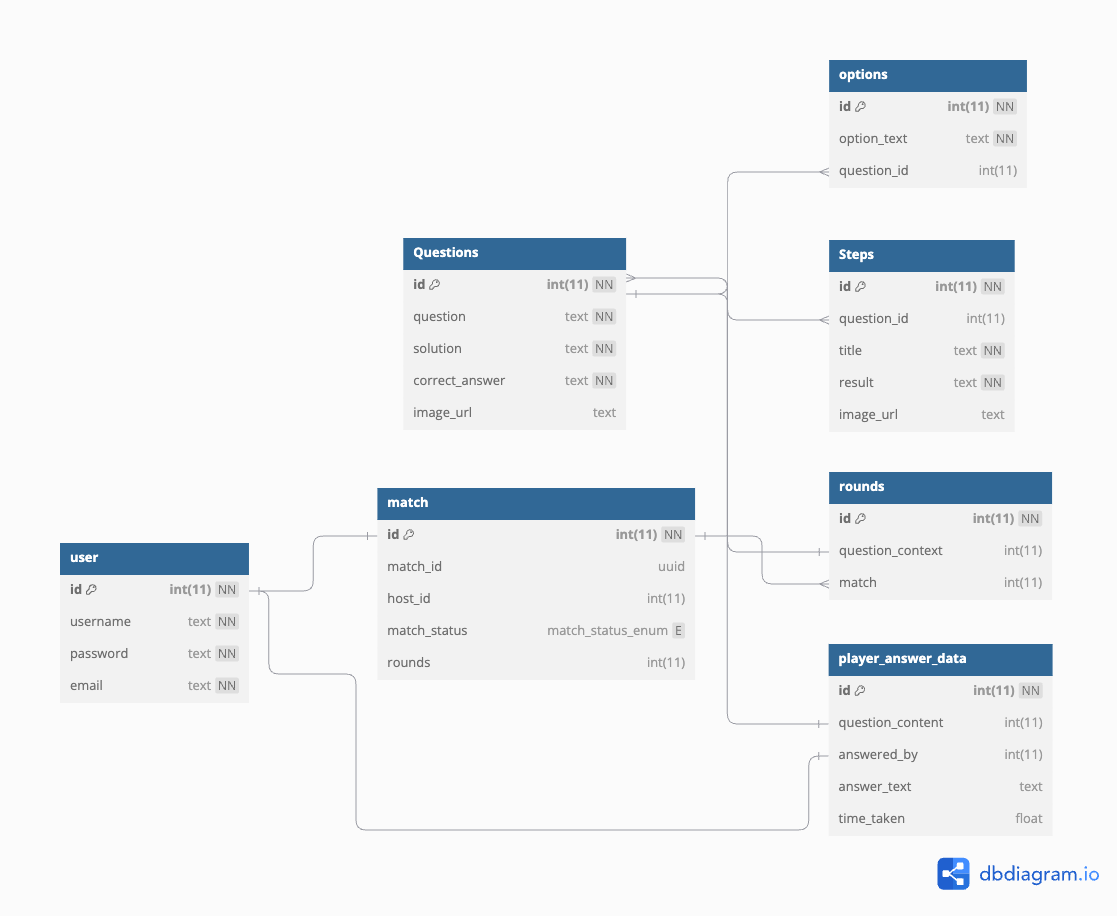 options
id int(11) NN
option_text text NN
question_id int(11)
Questions
id int(11) NN
question text NN
solution text NN
correct_answer text NN
image_url text
Steps
id int(11) NN
question_id int(11)
title text NN
result text NN
image_url text
match
id int(11) NN
match_id uuid
host_id int(11)
match_status match_status_enum E
rounds int(11)
rounds
id int(11) NN
question_context int(11)
match int(11)
user
id int(11) NN
username text NN
password text NN
email text NN
player_answer_data
id int(11) NN
question_content int(11)
answered_by int(11)
answer_text text
time_taken float
dbdiagram.io